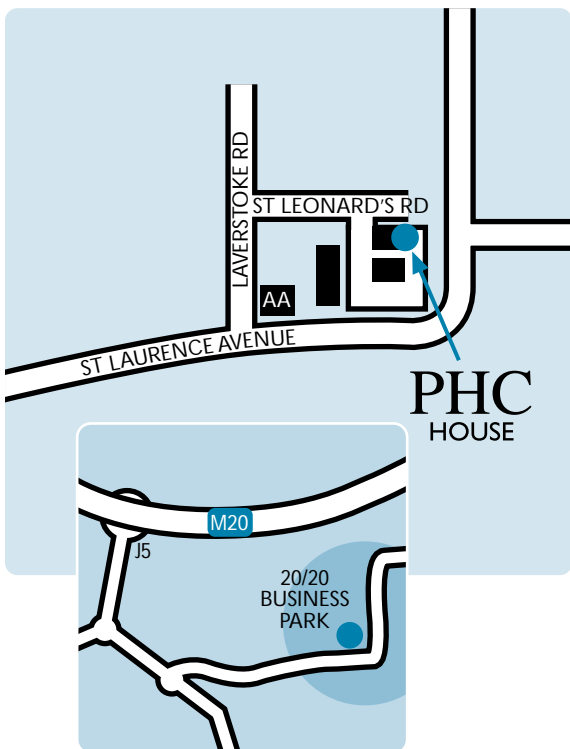 LAVERSTOKE RD
ST LEONARD'S RD
AA
ST LAURENCE AVENUE
PHC
HOUSE
M20
J5
20/20
BUSINESS
PARK